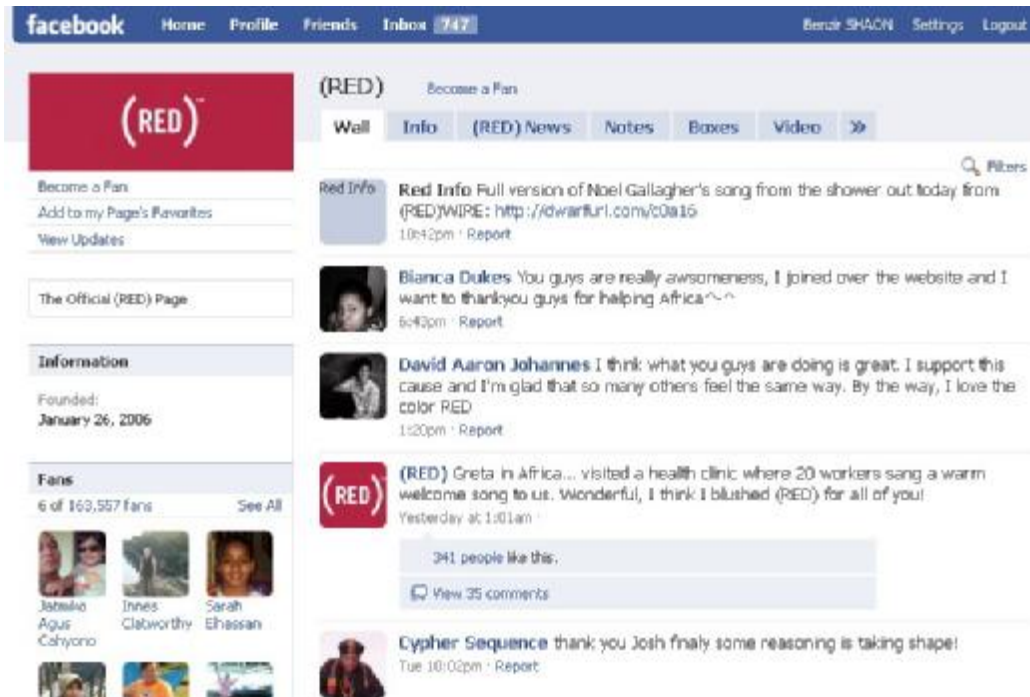 facebook Home Profile Friends Inbox 747 Benzir SHAON Settings Logout
(RED)™
Become a Fan
Add to my Page's Favorites
View Updates
The Official (RED) Page
Information
Founded:
January 26, 2006
Fans
6 of 163,557 fans See All
Jatmiko
Agus
Cahyono
Innes
Clatworthy
Sarah
Elhassan
(RED) Become a Fan
Wall Info (RED) News Notes Boxes Video »
Filters
Red Info
Red Info Full version of Noel Gallagher's song from the shower out today from
(RED)WIRE: http://dwarfurl.com/c0a16
10:42pm · Report
Bianca Dukes You guys are really awsomeness, I joined over the website and I
want to thankyou guys for helping Africa^~^
6:43pm · Report
David Aaron Johannes I think what you guys are doing is great. I support this
cause and I'm glad that so many others feel the same way. By the way, I love the
color RED
1:20pm · Report
(RED)
(RED) Greta in Africa... visited a health clinic where 20 workers sang a warm
welcome song to us. Wonderful, I think I blushed (RED) for all of you!
Yesterday at 1:01am ·
341 people like this.
View 35 comments
Cypher Sequence thank you Josh finaly some reasoning is taking shape!
Tue 10:02pm · Report